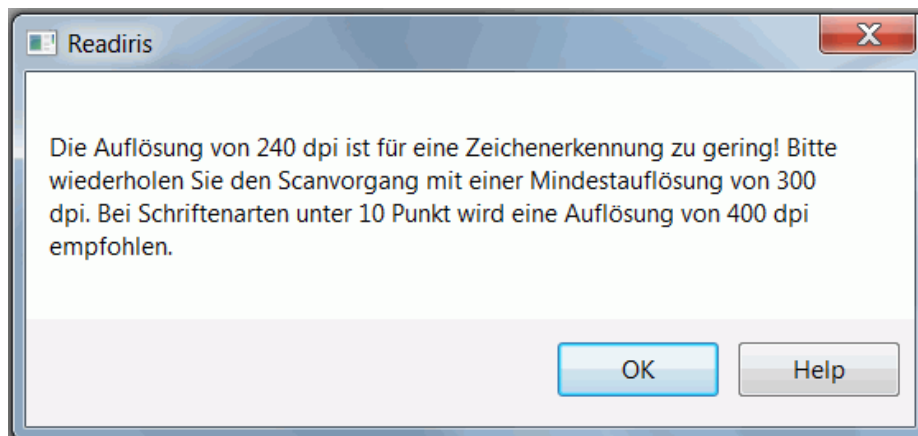 Readiris
Die Auflösung von 240 dpi ist für eine Zeichenerkennung zu gering! Bitte
wiederholen Sie den Scanvorgang mit einer Mindestauflösung von 300
dpi. Bei Schriftenarten unter 10 Punkt wird eine Auflösung von 400 dpi
empfohlen.
OK Help